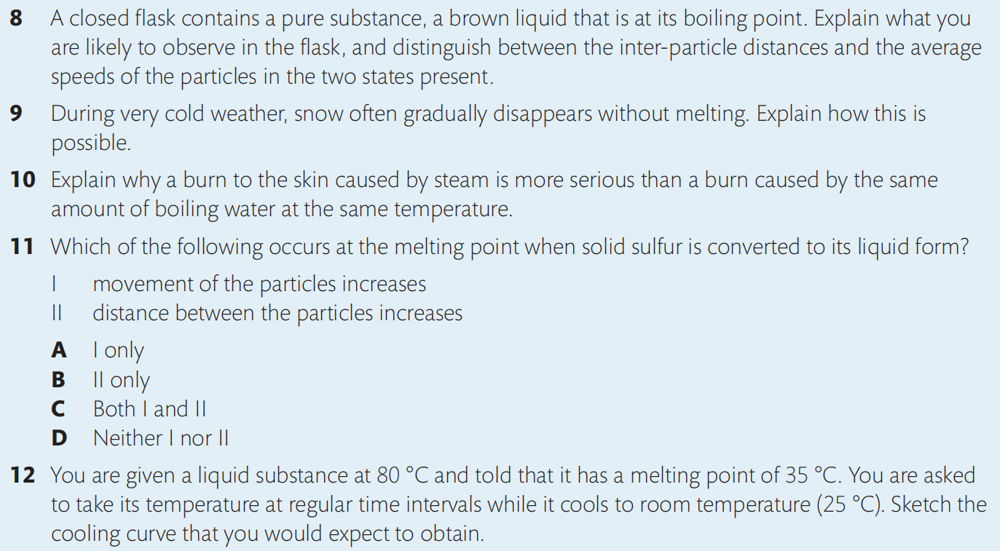 8 A closed flask contains a pure substance, a brown liquid that is at its boiling point. Explain what you
are likely to observe in the flask, and distinguish between the inter-particle distances and the average
speeds of the particles in the two states present.
9 During very cold weather, snow often gradually disappears without melting. Explain how this is
possible.
10 Explain why a burn to the skin caused by steam is more serious than a burn caused by the same
amount of boiling water at the same temperature.
11 Which of the following occurs at the melting point when solid sulfur is converted to its liquid form?
I movement of the particles increases
II distance between the particles increases
A I only
B II only
C Both I and II
D Neither I nor II
12 You are given a liquid substance at 80 °C and told that it has a melting point of 35 °C. You are asked
to take its temperature at regular time intervals while it cools to room temperature (25 °C). Sketch the
cooling curve that you would expect to obtain.